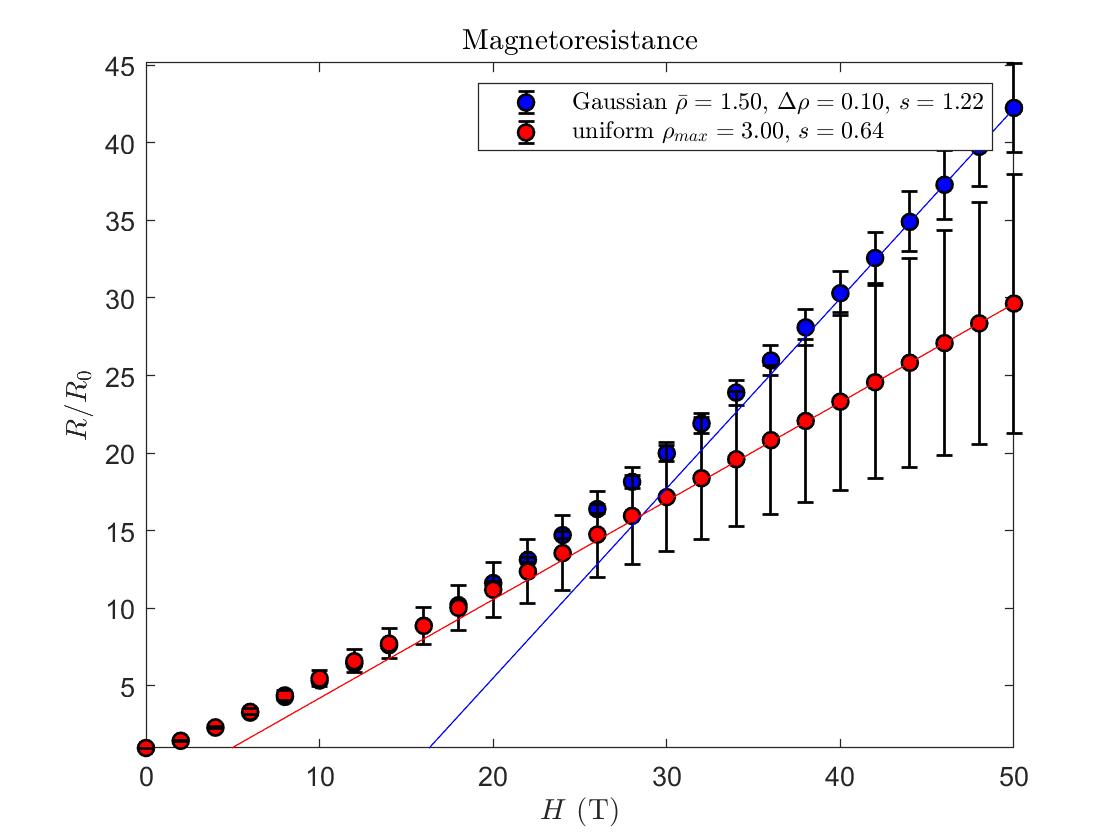 Magnetoresistance
Gaussian ρ̄ = 1.50, Δρ = 0.10, s = 1.22
uniform ρmax = 3.00, s = 0.64
R/R0
45
40
35
30
25
20
15
10
5
0 10 20 30 40 50
H (T)